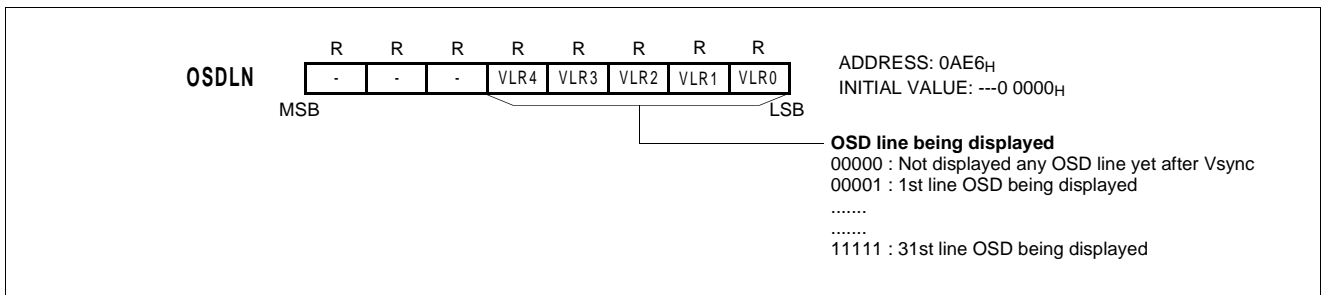 R R R R R R R R
OSDLN - - - VLR4 VLR3 VLR2 VLR1 VLR0
ADDRESS: 0AE6H
INITIAL VALUE: ---0 0000H
MSB LSB
OSD line being displayed
00000 : Not displayed any OSD line yet after Vsync
00001 : 1st line OSD being displayed
.......
.......
11111 : 31st line OSD being displayed